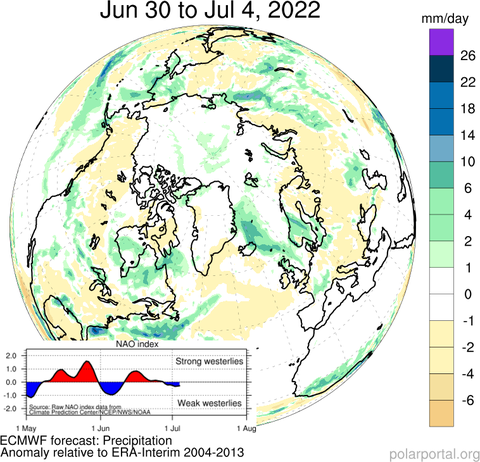 Jun 30 to Jul 4, 2022
mm/day
26
22
18
14
10
6
4
2
1
0
-1
-2
-4
-6
NAO index
2.0
1.0
0.0
-1.0
-2.0
Strong westerlies
Weak westerlies
Source: Raw NAO index data from
Climate Prediction Center/NCEP/NWS/NOAA
1 May
1 Jun
1 Jul
1 Aug
ECMWF forecast: Precipitation
Anomaly relative to ERA-Interim 2004-2013
polarportal.org